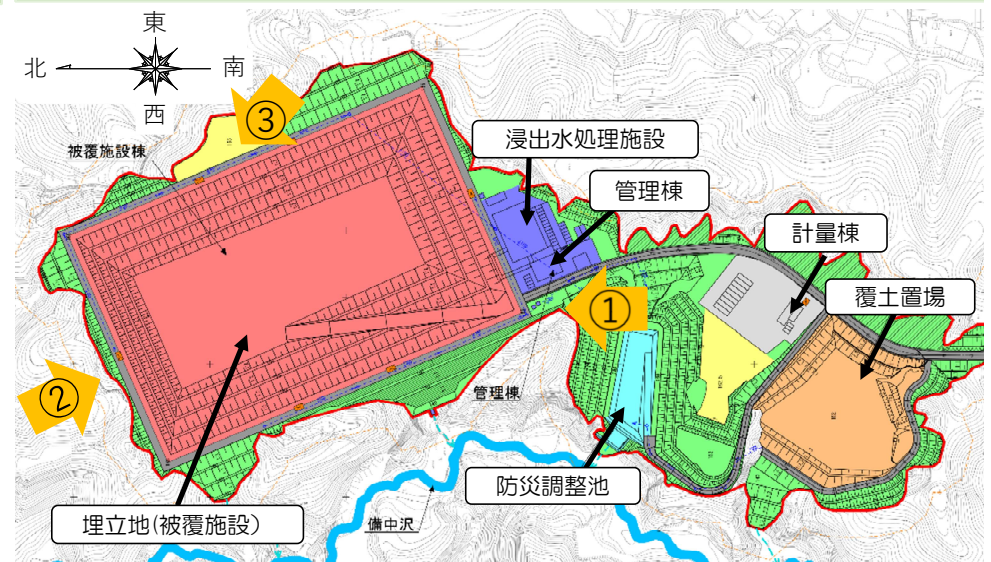 東
北
南
西
③
被覆施設棟
浸出水処理施設
管理棟
計量棟
覆土置場
①
②
管理棟
防災調整池
埋立地(被覆施設)
備中沢